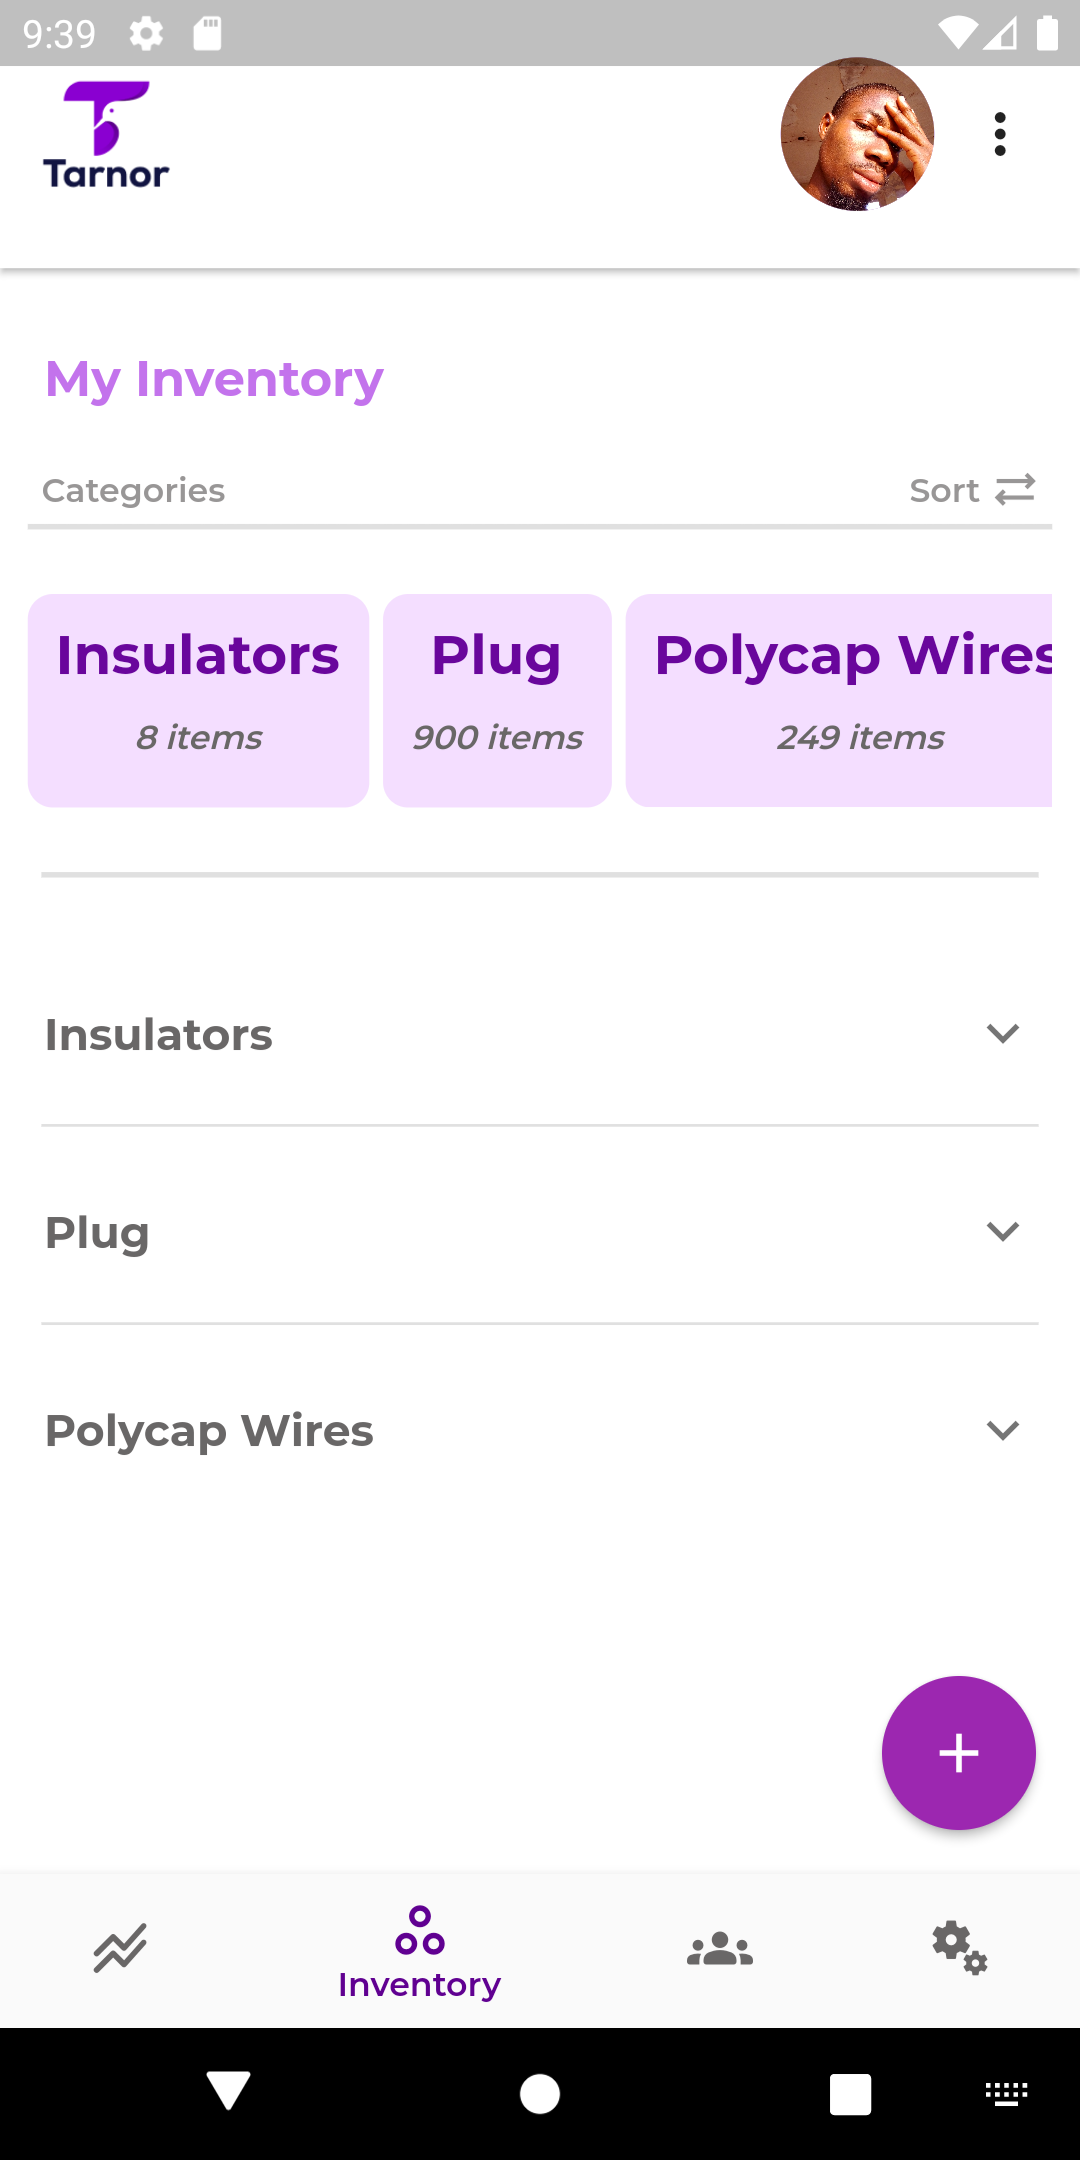 9:39
Tarnor
My Inventory
Categories
Sort
Insulators
Plug
Polycap Wires
8 items
900 items
249 items
Insulators
Plug
Polycap Wires
Inventory